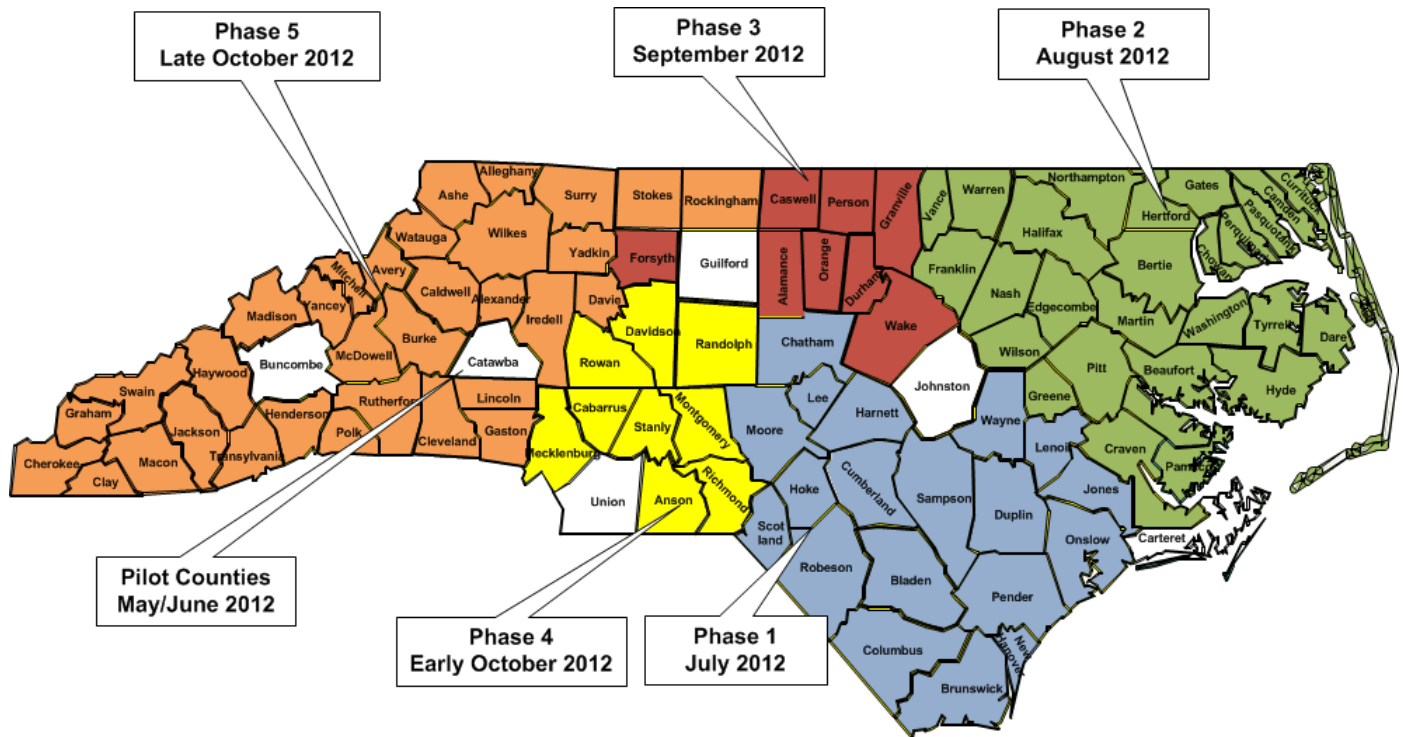 Phase 5
Late October 2012
Phase 3
September 2012
Phase 2
August 2012
Alleghany
Ashe
Surry
Stokes
Rockingham
Caswell
Person
Granville
Vance
Warren
Northampton
Gates
Currituck
Camden
Pasquotank
Perquimans
Chowan
Hertford
Halifax
Watauga
Wilkes
Yadkin
Forsyth
Guilford
Alamance
Orange
Durham
Franklin
Nash
Edgecombe
Bertie
Mitchell
Avery
Caldwell
Alexander
Iredell
Davie
Davidson
Randolph
Chatham
Wake
Wilson
Martin
Washington
Tyrrell
Dare
Madison
Yancey
McDowell
Burke
Catawba
Rowan
Johnston
Pitt
Beaufort
Hyde
Buncombe
Haywood
Swain
Graham
Jackson
Henderson
Rutherfor
Lincoln
Gaston
Cabarrus
Stanly
Montgomery
Moore
Lee
Harnett
Wayne
Greene
Lenoir
Craven
Pamlico
Cherokee
Clay
Macon
Transylvania
Polk
Cleveland
Mecklenburg
Union
Anson
Richmond
Hoke
Scot
land
Cumberland
Sampson
Duplin
Jones
Onslow
Carteret
Robeson
Bladen
Pender
Columbus
New
Hanover
Brunswick
Pilot Counties
May/June 2012
Phase 4
Early October 2012
Phase 1
July 2012